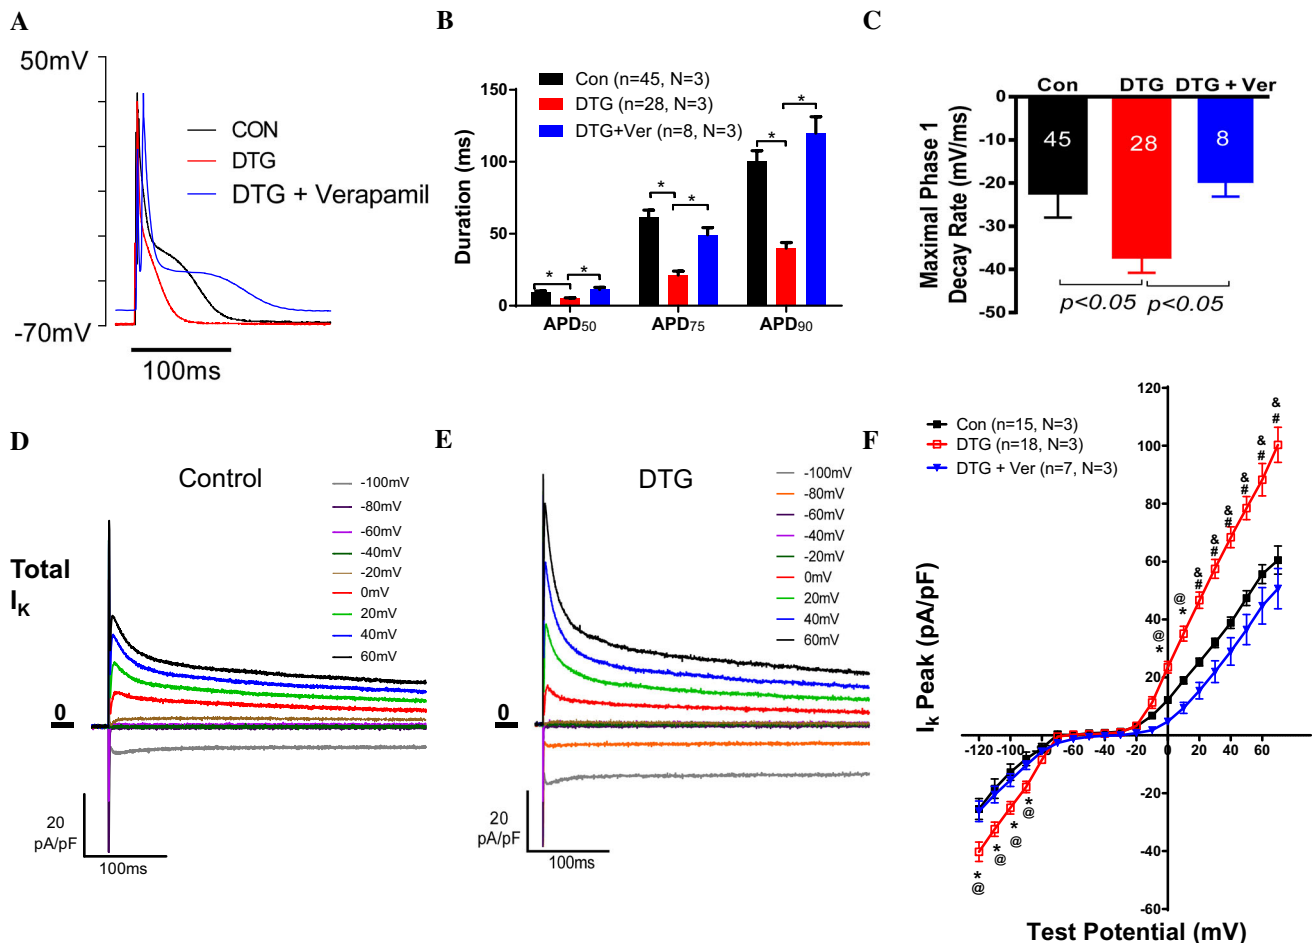 A
50mV
CON
DTG
DTG + Verapamil
-70mV
100ms
B
Con (n=45, N=3)
DTG (n=28, N=3)
DTG+Ver (n=8, N=3)
Duration (ms)
150
100
50
0
* * * * * *
APD50 APD75 APD90
C
Con DTG DTG + Ver
Maximal Phase 1
Decay Rate (mV/ms)
0
-10
-20
-30
-40
-50
45 28 8
p<0.05 p<0.05
D
Control
Total
IK
0
-100mV
-80mV
-60mV
-40mV
-20mV
0mV
20mV
40mV
60mV
20
pA/pF
100ms
E
DTG
0
-100mV
-80mV
-60mV
-40mV
-20mV
0mV
20mV
40mV
60mV
20
pA/pF
100ms
F
Con (n=15, N=3)
DTG (n=18, N=3)
DTG + Ver (n=7, N=3)
Ik Peak (pA/pF)
120
100
80
60
40
20
-20
-40
-60
-120 -100 -80 -60 -40 -20 0 20 40 60
&
#
&
#
&
#
&
#
&
#
&
#
@
*
@
*
*
@
*
@
*
@
*
@
Test Potential (mV)